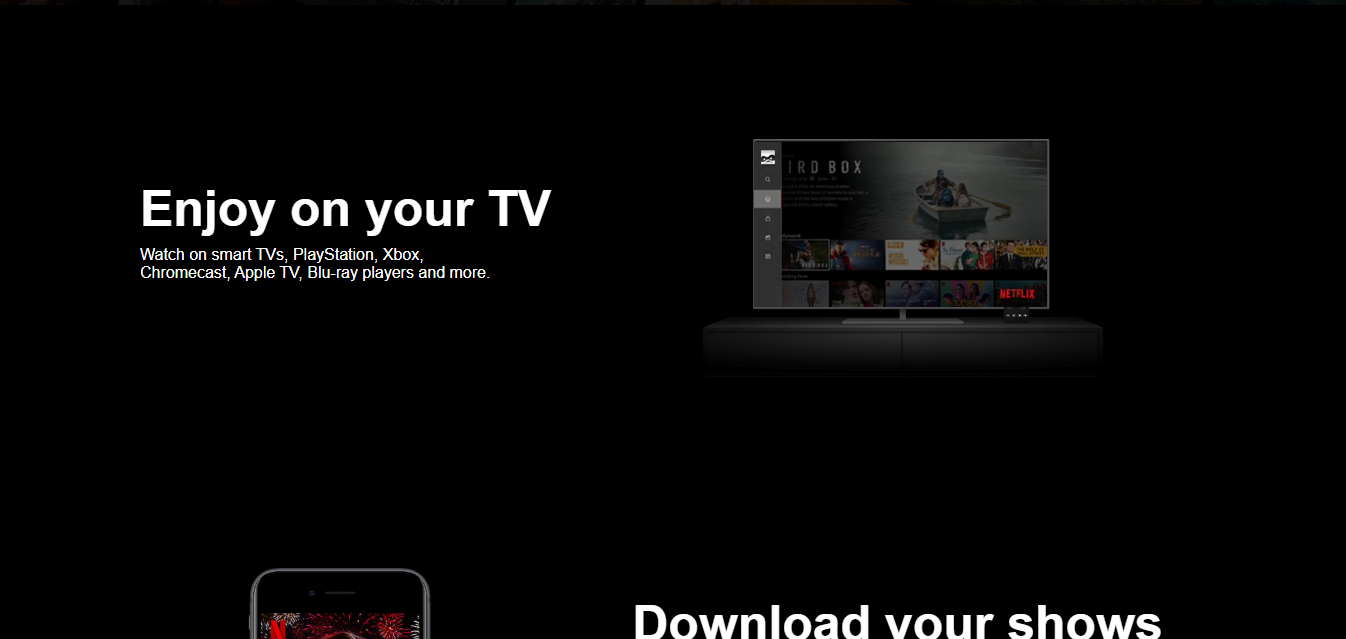 Enjoy on your TV
Watch on smart TVs, PlayStation, Xbox,
Chromecast, Apple TV, Blu-ray players and more.
IRD BOX
NETFLIX
Download your shows